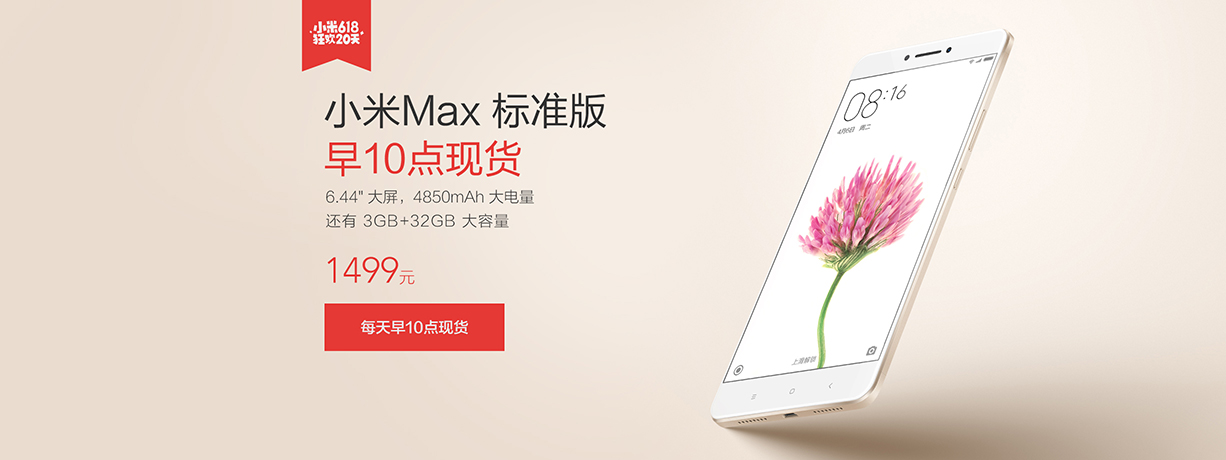 小米618
狂欢20天
小米Max 标准版
早10点现货
6.44" 大屏，4850mAh 大电量
还有 3GB+32GB 大容量
1499元
每天早10点现货
08:16
4月5日 周二
上滑解锁